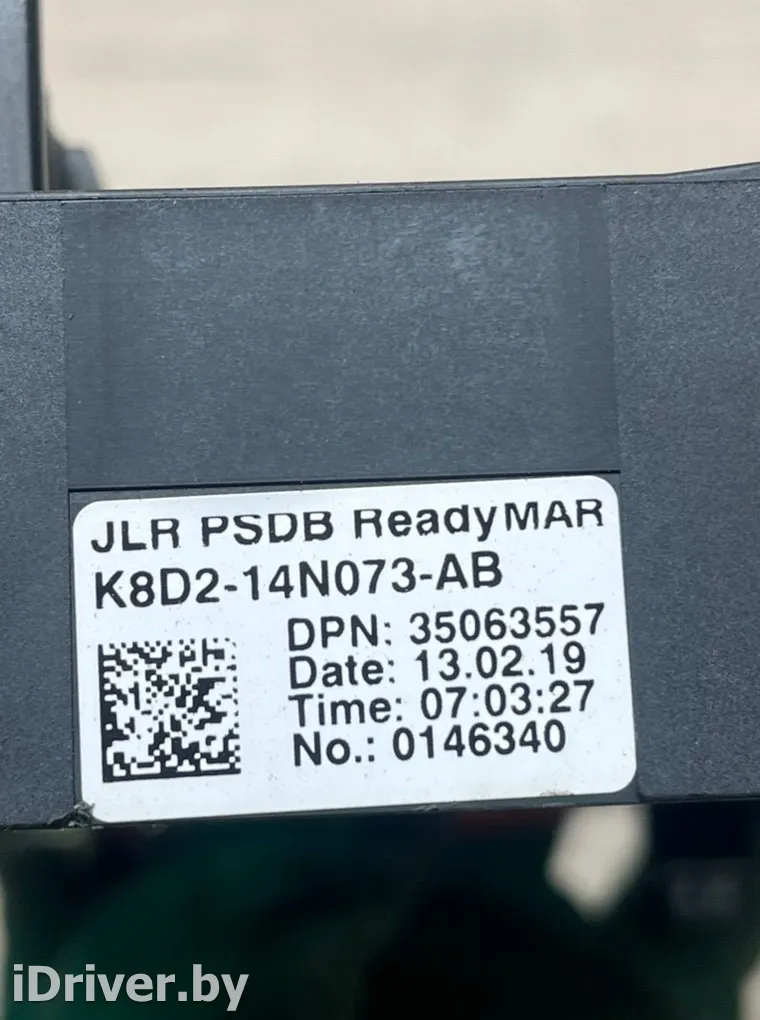 JLR PSDB ReadyMAR
K8D2-14N073-AB
DPN: 35063557
Date: 13.02.19
Time: 07:03:27
No.: 0146340
iDriver.by